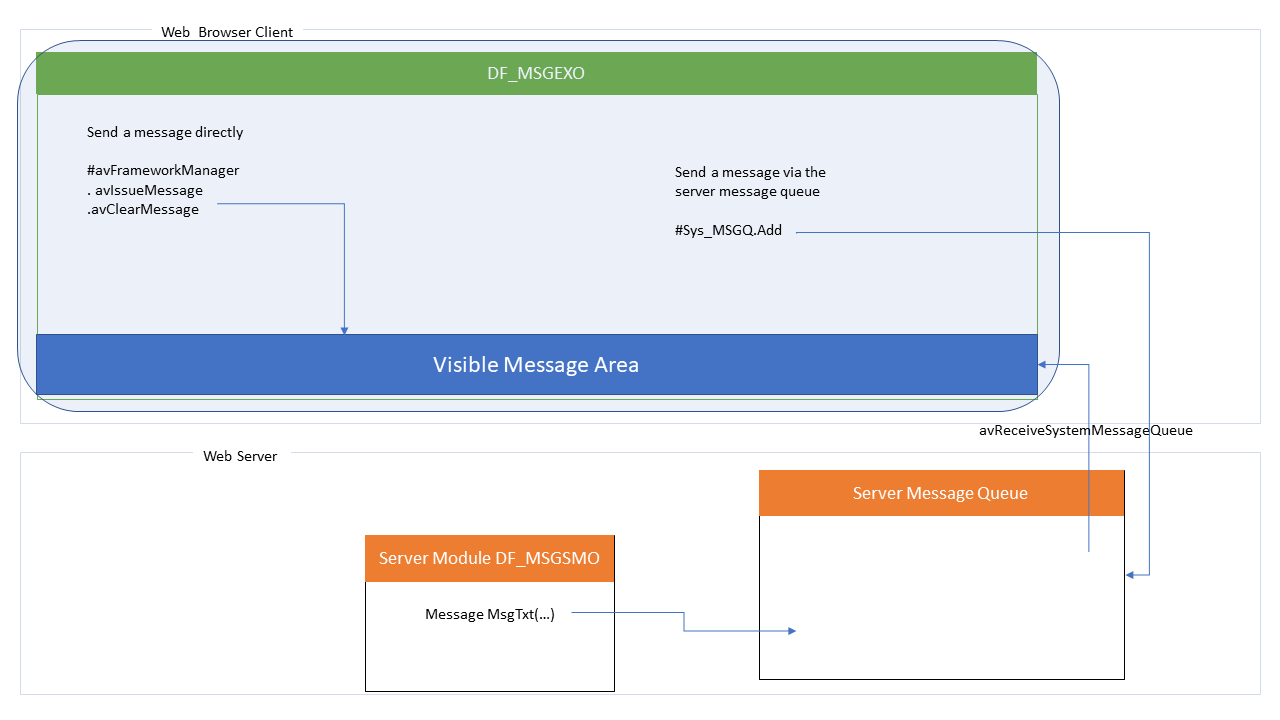 Web Browser Client
DF_MSGEXO
Send a message directly
#avFrameworkManager
. avIssueMessage
.avClearMessage
Send a message via the
server message queue
#Sys_MSGQ.Add
Visible Message Area
avReceiveSystemMessageQueue
Web Server
Server Message Queue
Server Module DF_MSGSMO
Message MsgTxt(...)